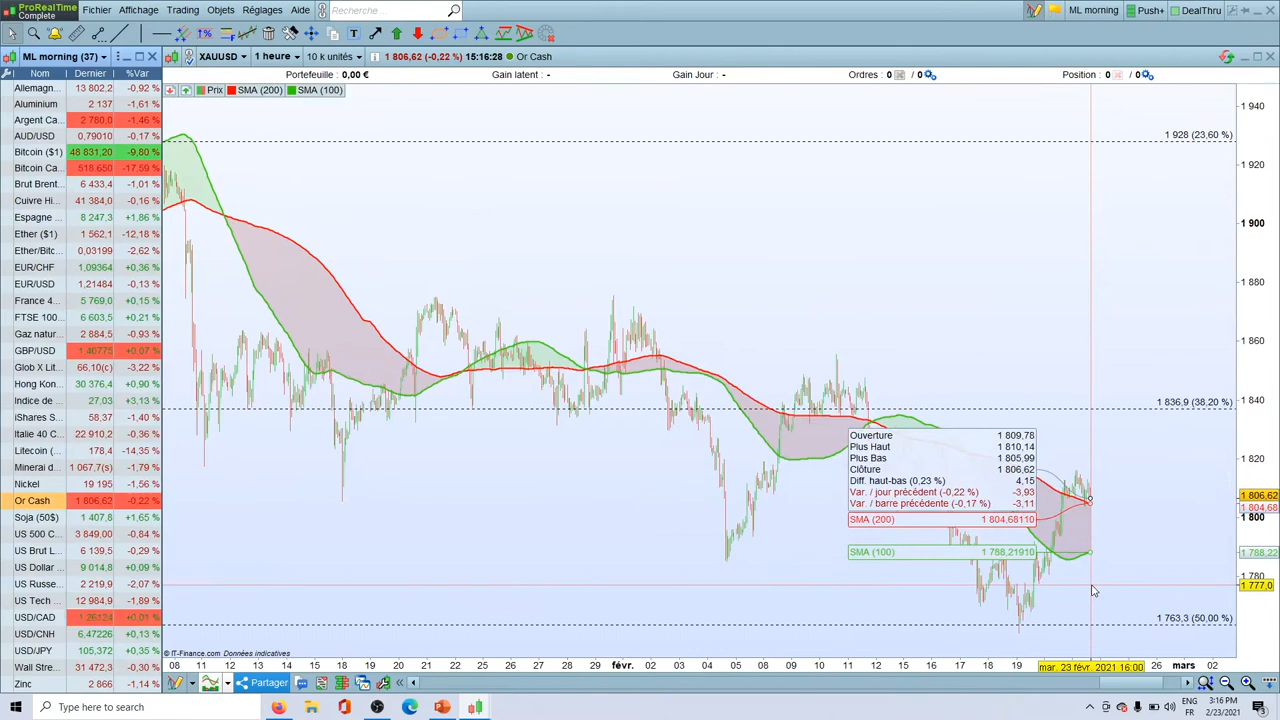 ProRealTime Complete Fichier Affichage Trading Objets Réglages Aide Recherche ... ML morning Push+ DealThru
ML morning (37) XAUUSD 1 heure 10 k unités 1 806,62 (-0,22 %) 15:16:28 Or Cash
Nom Dernier %Var Portefeuille: 0,00 € Gain latent: - Gain Jour: - Ordres: 0 / 0 Position: 0 / 0
Prix SMA (200) SMA (100)
Allemagn... 13 802,2 -0,92 %
Aluminium 2 137 -1,61 %
Argent Ca... 2 780,0 -1,46 %
AUD/USD 0,79010 -0,17 %
Bitcoin ($1) 48 831,20 -9,80 %
Bitcoin Ca... 518.650 -17,59 %
Brut Brent... 6 433,4 -1,01 %
Cuivre Hi... 41 384,0 -0,16 %
Espagne ... 8 247,3 +1,86 %
Ether ($1) 1 562,1 -12,18 %
Ether/Bitc... 0,03199 -2,62 %
EUR/CHF 1,09364 +0,36 %
EUR/USD 1,21484 -0,13 %
France 4... 5 769,0 +0,15 %
FTSE 100... 6 603,5 +0,21 %
Gaz natur... 2 884,5 -0,93 %
GBP/USD 1,40775 +0,07 %
Glob X Lit... 66,10(c) -3,22 %
Hong Kon... 30 376,4 +0,90 %
Indice de ... 27,03 +3,13 %
iShares S... 58,37 -1,40 %
Italie 40 C... 22 910,2 -0,36 %
Litecoin (... 178,4 -14,35 %
Minerai d... 1 067,7(s) -1,79 %
Nickel 19 195 -1,56 %
Or Cash 1 806,62 -0,22 %
Soja (50$) 1 407,8 +1,65 %
US 500 C... 3 849,00 -0,84 %
US Brut L... 6 139,5 -0,29 %
US Dollar ... 9 014,8 +0,09 %
US Russe... 2 219,9 -2,07 %
US Tech ... 12 984,9 -1,89 %
USD/CAD 1,26124 +0,01 %
USD/CNH 6,47226 +0,13 %
USD/JPY 105,372 +0,35 %
Wall Stre... 31 472,3 -0,30 %
Zinc 2 866 -1,14 %
1 940
1 928 (23,60 %)
1 920
1 900
1 880
1 860
1 840
1 836,9 (38,20 %)
1 820
Ouverture 1 809,78
Plus Haut 1 810,14
Plus Bas 1 805,99
Clôture 1 806,62
Diff. haut-bas (0,23 %) 4,15
Var. / jour précédent (-0,22 %) -3,93
Var. / barre précédente (-0,17 %) -3,11
SMA (200) 1 804,68110
SMA (100) 1 788,21910
1 806,62
1 804,68
1 800
1 788,22
1 780
1 777,0
1 763,3 (50,00 %)
© IT-Finance.com Données indicatives
08 11 12 13 14 15 18 19 20 21 22 25 26 27 28 29 févr. 02 03 04 05 08 09 10 11 12 15 16 17 18 19 mar. 23 févr. 2021 16:00 26 mars 02
Partager
Type here to search
ENG 3:16 PM
FR 2/23/2021 3